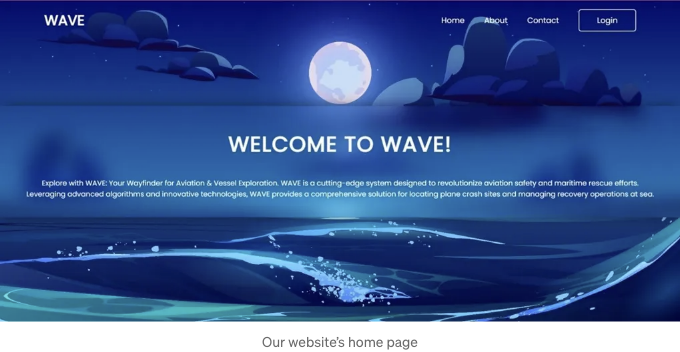 WAVE
Home About Contact Login
WELCOME TO WAVE!
Explore with WAVE: Your Wayfinder for Aviation & Vessel Exploration. WAVE is a cutting-edge system designed to revolutionize aviation safety and maritime rescue efforts.
Leveraging advanced algorithms and innovative technologies, WAVE provides a comprehensive solution for locating plane crash sites and managing recovery operations at sea.
Our website’s home page